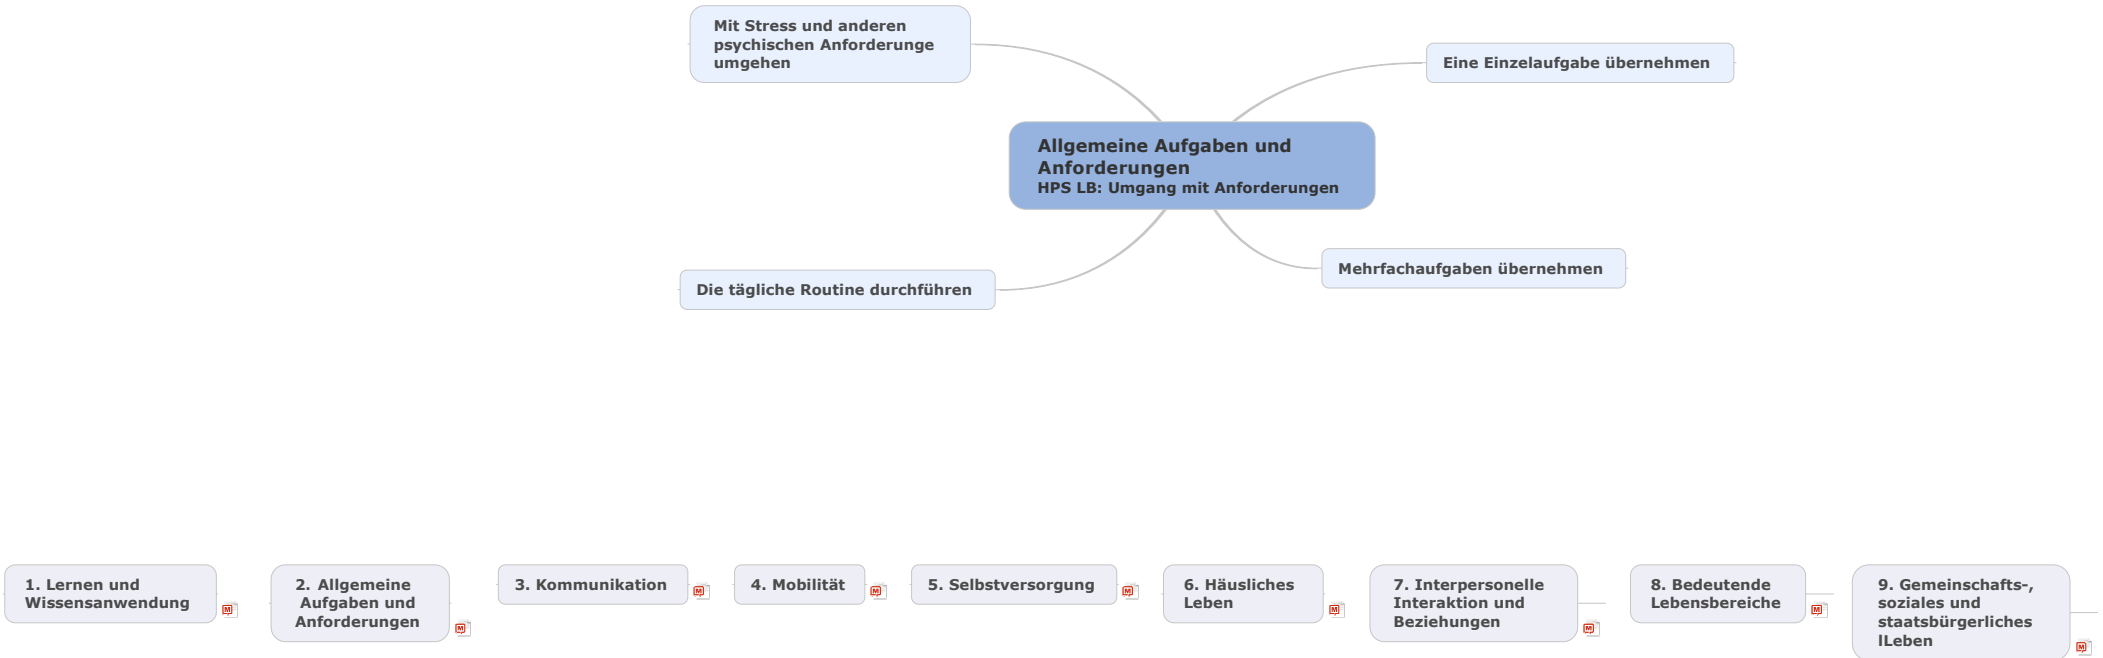 Mit Stress und anderen
psychischen Anforderunge
umgehen
Eine Einzelaufgabe übernehmen
Allgemeine Aufgaben und
Anforderungen
HPS LB: Umgang mit Anforderungen
Mehrfachaufgaben übernehmen
Die tägliche Routine durchführen
1. Lernen und
Wissensanwendung
2. Allgemeine
Aufgaben und
Anforderungen
3. Kommunikation
4. Mobilität
5. Selbstversorgung
6. Häusliches
Leben
7. Interpersonelle
Interaktion und
Beziehungen
8. Bedeutende
Lebensbereiche
9. Gemeinschafts-,
soziales und
staatsbürgerliches
lLeben